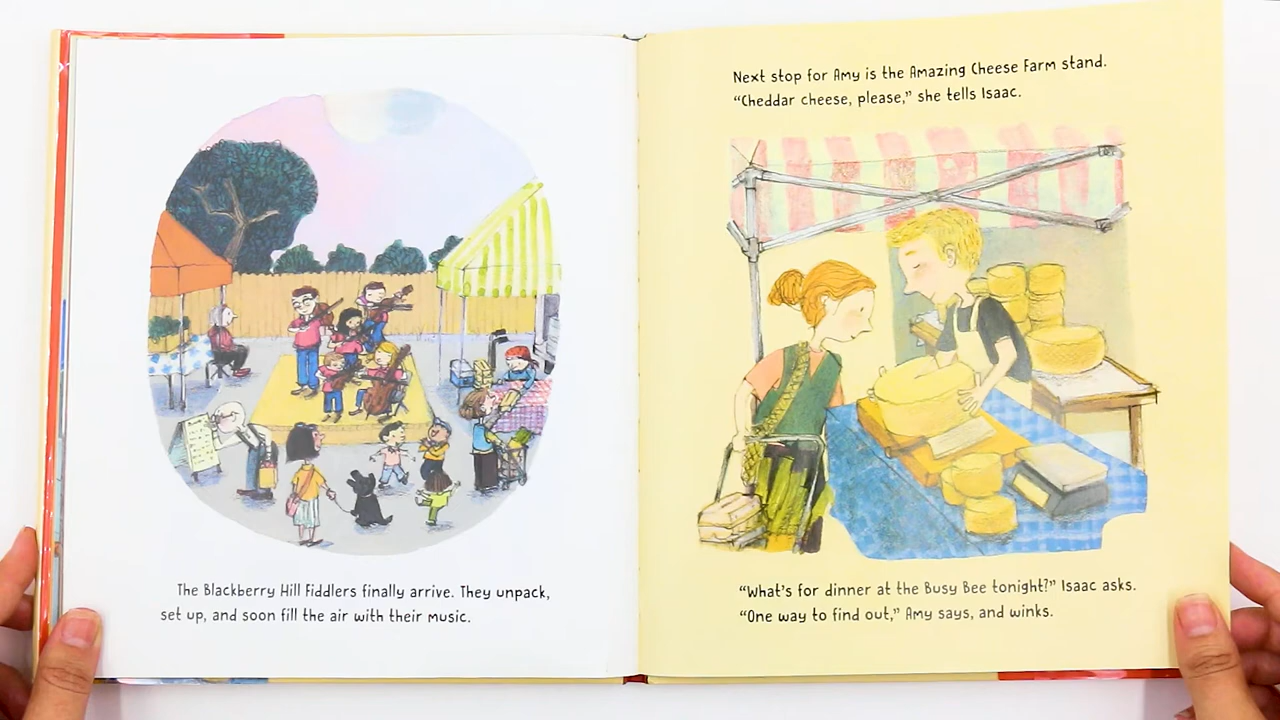 The Blackberry Hill Fiddlers finally arrive. They unpack,
set up, and soon fill the air with their music.
Next stop for Amy is the Amazing Cheese Farm stand.
“Cheddar cheese, please,” she tells Isaac.
“What’s for dinner at the Busy Bee tonight?” Isaac asks.
“One way to find out,” Amy says, and winks.